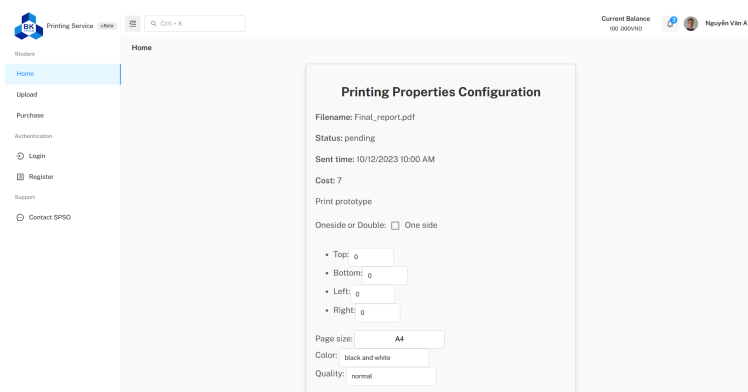 BK
Printing Service vBeta
Ctrl + K
Current Balance
100 .000VND
3
Nguyễn Văn A
Student
Home
Upload
Purchase
Authentication
Login
Register
Support
Contact SPSO
Home
Printing Properties Configuration
Filename: Final_report.pdf
Status: pending
Sent time: 10/12/2023 10:00 AM
Cost: 7
Print prototype
Oneside or Double: One side
• Top: 0
• Bottom: 0
• Left: 0
• Right: 0
Page size: A4
Color: black and white
Quality: normal